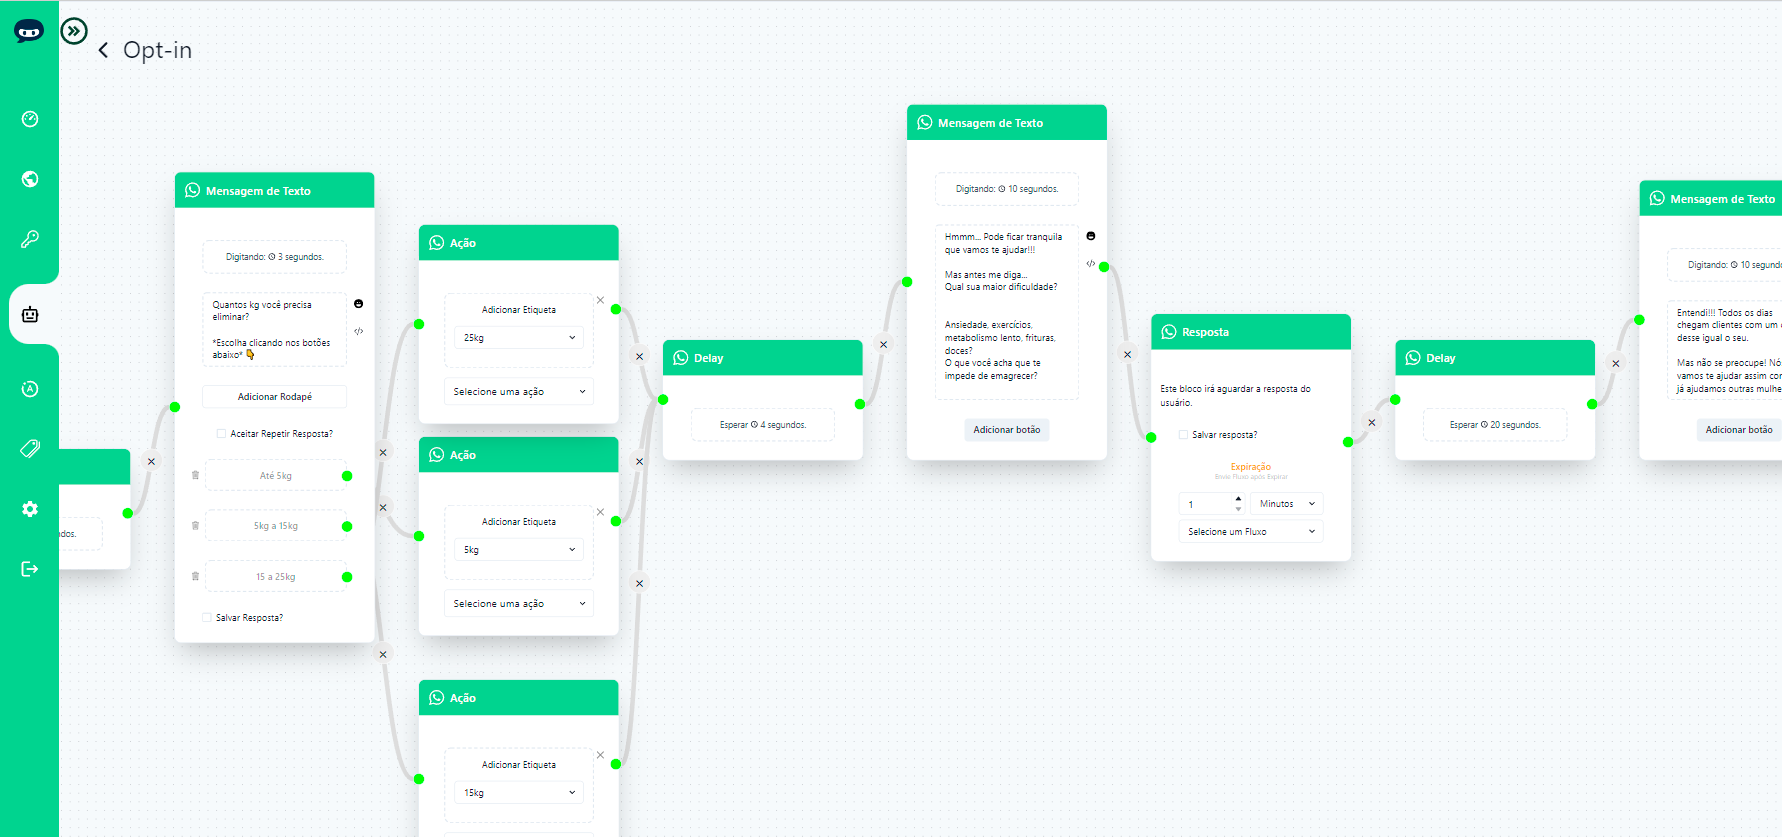 Opt-in
ndos.
Mensagem de Texto
Digitando: 3 segundos.
Quantos kg você precisa
eliminar?
*Escolha clicando nos botões
abaixo* 👇
Adicionar Rodapé
Aceitar Repetir Resposta?
Até 5kg
5kg a 15kg
15 a 25kg
Salvar Resposta?
Ação
Adicionar Etiqueta
25kg
Selecione uma ação
Ação
Adicionar Etiqueta
5kg
Selecione uma ação
Ação
Adicionar Etiqueta
15kg
Delay
Esperar 4 segundos.
Mensagem de Texto
Digitando: 10 segundos.
Hmmm... Pode ficar tranquila
que vamos te ajudar!!!
Mas antes me diga...
Qual sua maior dificuldade?
Ansiedade, exercícios,
metabolismo lento, frituras,
doces?
O que você acha que te
impede de emagrecer?
Adicionar botão
Resposta
Este bloco irá aguardar a resposta do
usuário.
Salvar resposta?
Expiração
Envie Fluxo após Expirar
1 Minutos
Selecione um Fluxo
Delay
Esperar 20 segundos.
Mensagem de Texto
Digitando: 10 segundo
Entendi!!! Todos os dias
chegam clientes com um
desse igual o seu.
Mas não se preocupe! Nó
vamos te ajudar assim co
já ajudamos outras mulhe
Adicionar botão